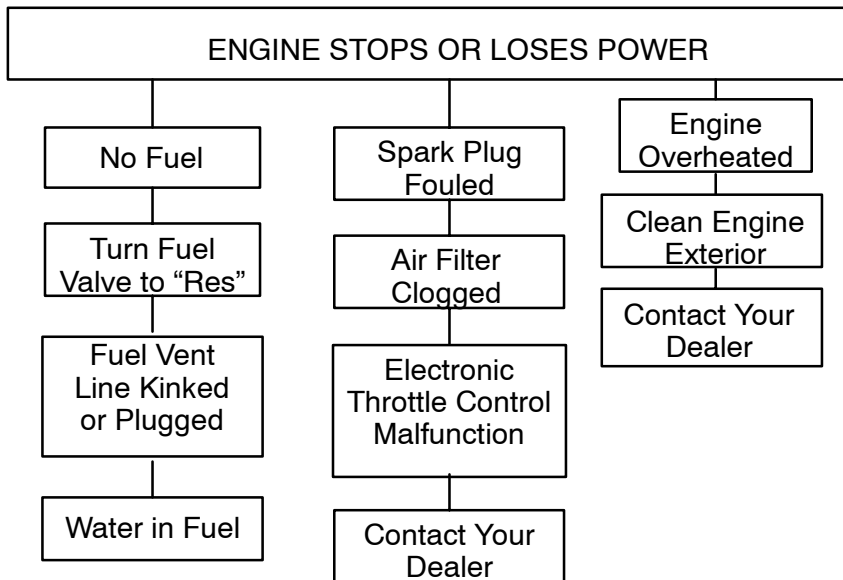 ENGINE STOPS OR LOSES POWER
No Fuel
Turn Fuel
Valve to “Res”
Fuel Vent
Line Kinked
or Plugged
Water in Fuel
Spark Plug
Fouled
Air Filter
Clogged
Electronic
Throttle Control
Malfunction
Contact Your
Dealer
Engine
Overheated
Clean Engine
Exterior
Contact Your
Dealer